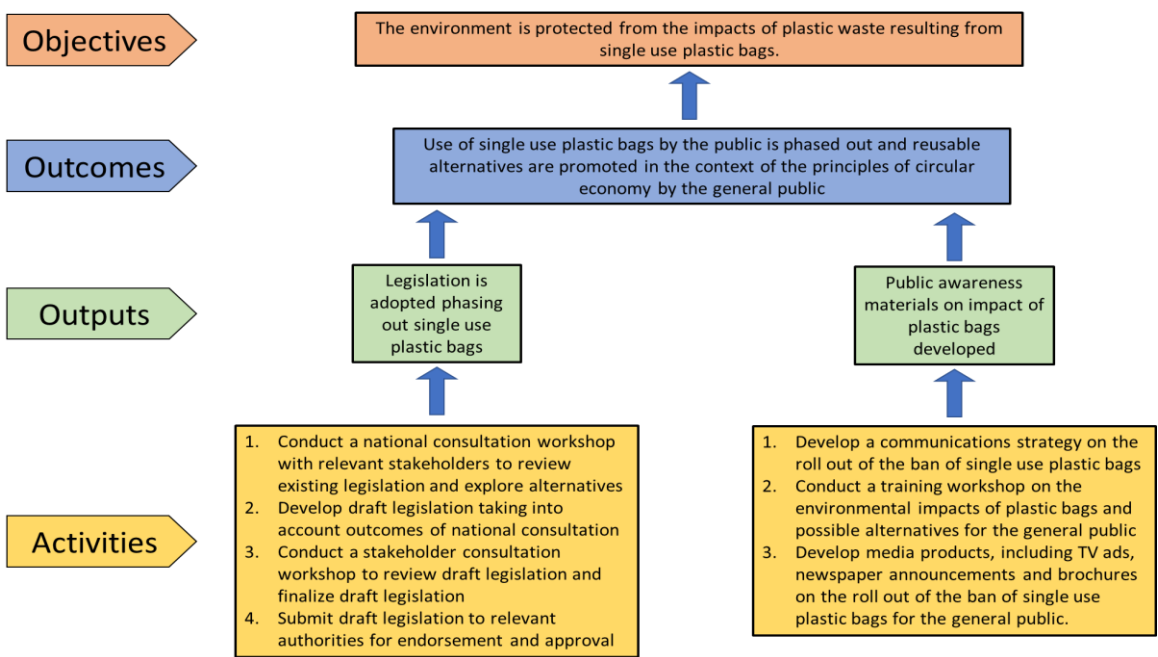 Objectives
The environment is protected from the impacts of plastic waste resulting from
single use plastic bags.
Outcomes
Use of single use plastic bags by the public is phased out and reusable
alternatives are promoted in the context of the principles of circular
economy by the general public
Outputs
Legislation is
adopted phasing
out single use
plastic bags
Public awareness
materials on impact of
plastic bags
developed
Activities
1. Conduct a national consultation workshop
with relevant stakeholders to review
existing legislation and explore alternatives
2. Develop draft legislation taking into
account outcomes of national consultation
3. Conduct a stakeholder consultation
workshop to review draft legislation and
finalize draft legislation
4. Submit draft legislation to relevant
authorities for endorsement and approval
1. Develop a communications strategy on the
roll out of the ban of single use plastic bags
2. Conduct a training workshop on the
environmental impacts of plastic bags and
possible alternatives for the general public
3. Develop media products, including TV ads,
newspaper announcements and brochures
on the roll out of the ban of single use
plastic bags for the general public.